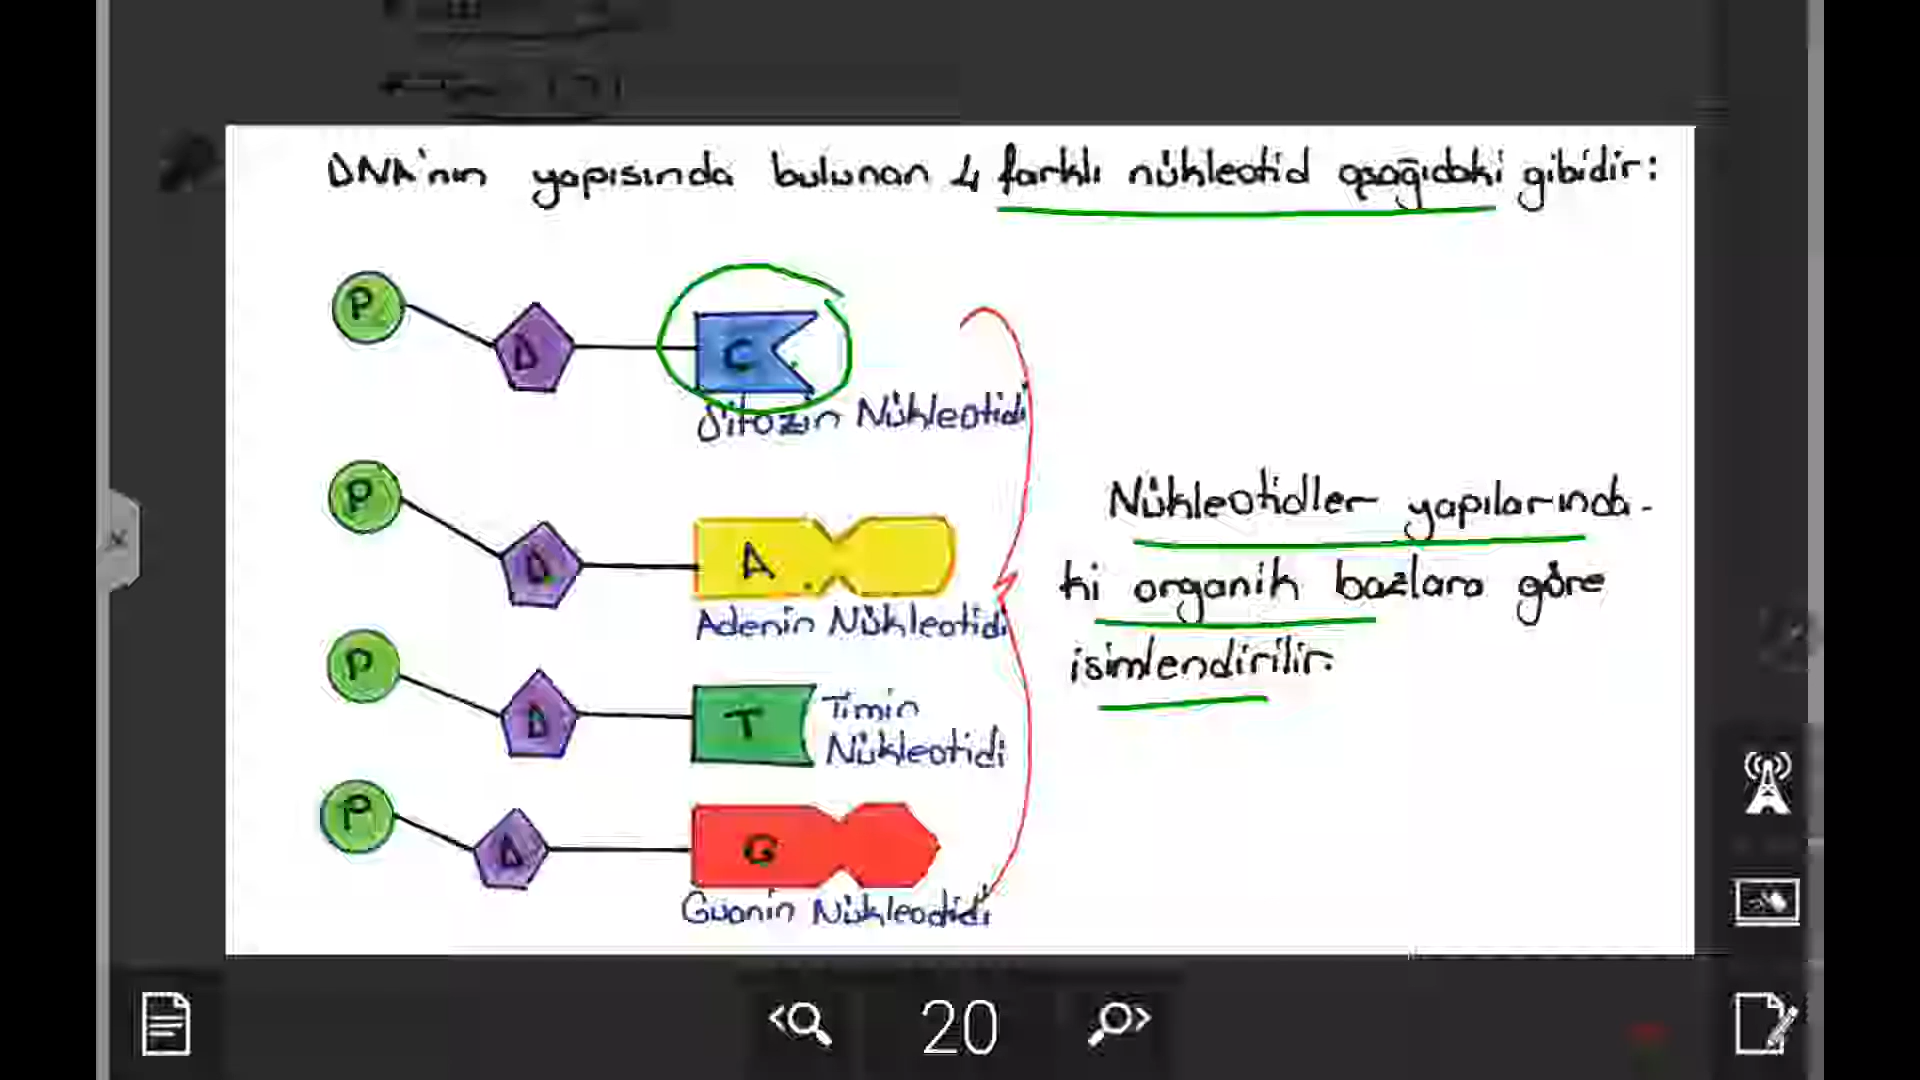 DNA'nın yapısında bulunan 4 farklı nükleotid aşağıdaki gibidir:
P D C
Sitozin Nükleotidi
P D A
Adenin Nükleotidi
P D T
Timin
Nükleotidi
P D G
Guanin Nükleotidi
Nükleotidler yapılarında-
ki organik bazlara göre
isimlendirilir.
20